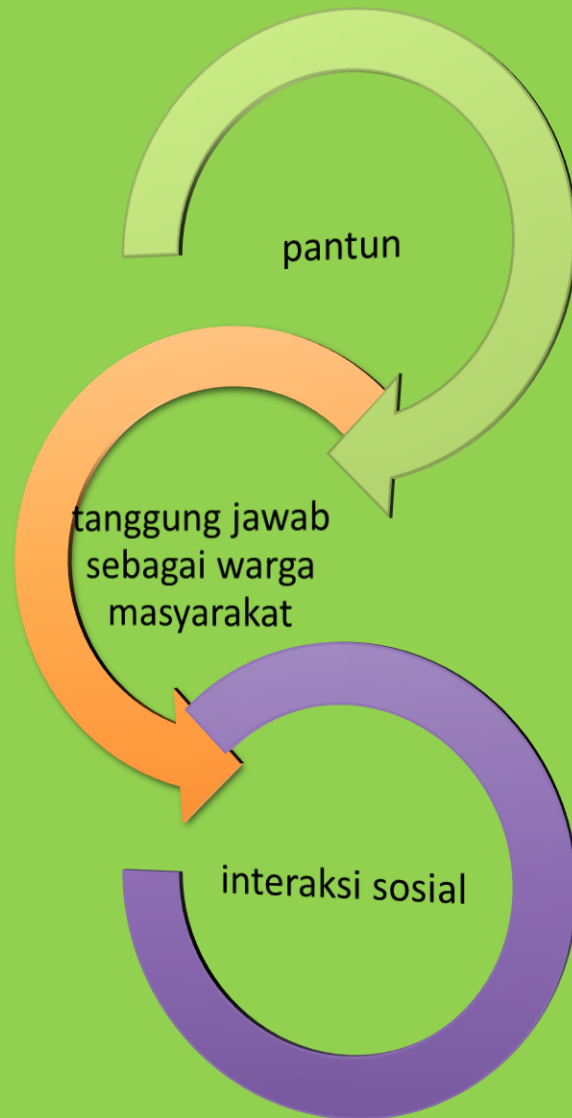 pantun
tanggung jawab
sebagai warga
masyarakat
interaksi sosial